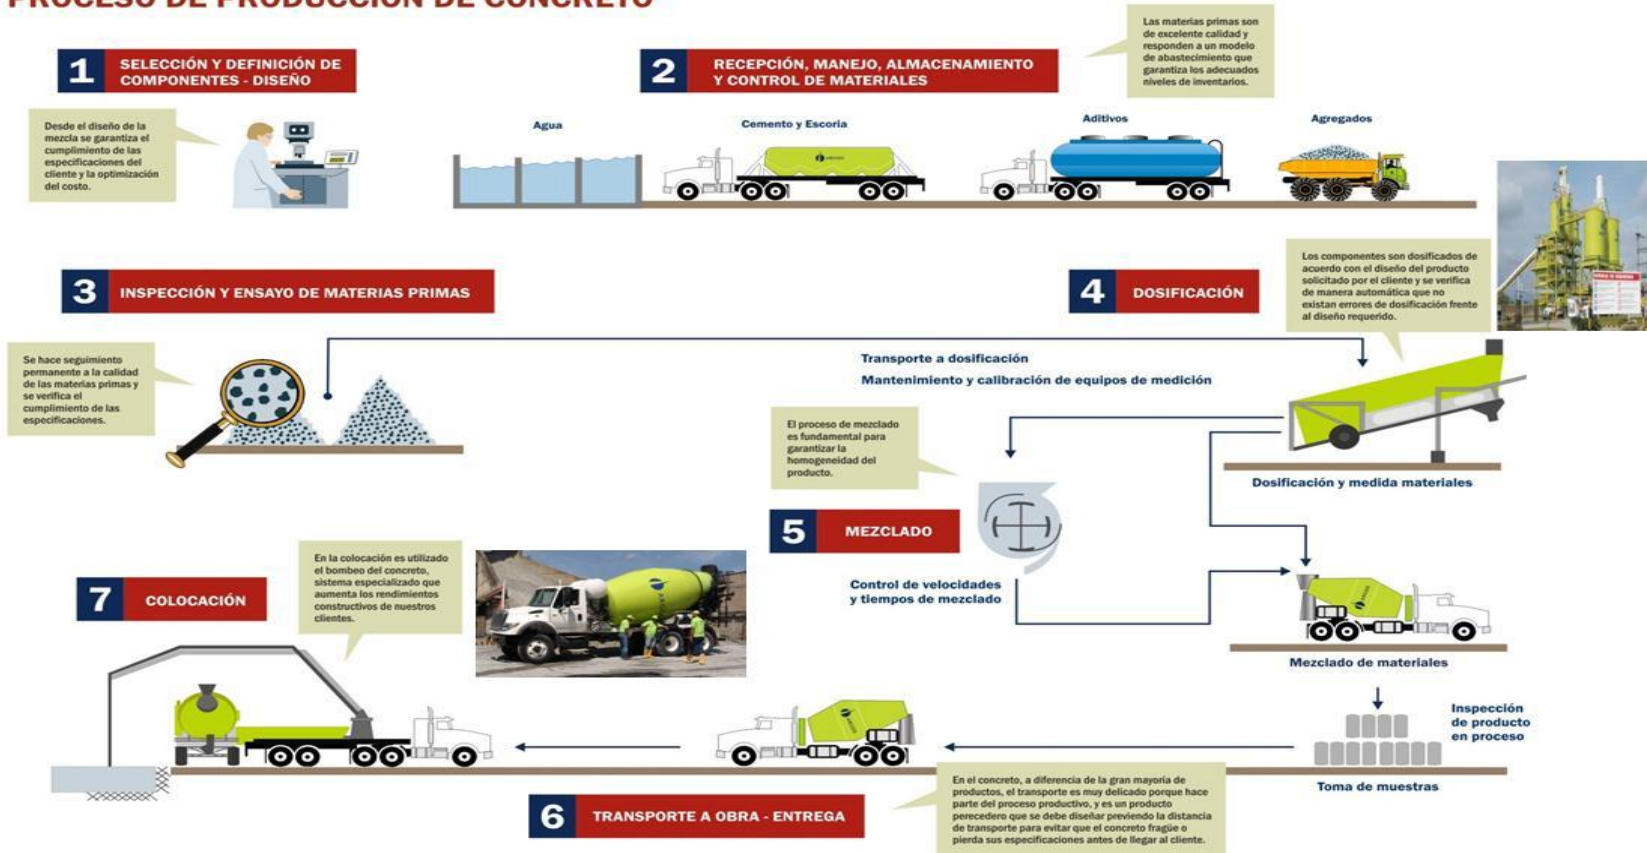 PROCESO DE PRODUCCIÓN DE CONCRETO
1
SELECCIÓN Y DEFINICIÓN DE
COMPONENTES - DISEÑO
Desde el diseño de la
mezcla se garantiza el
cumplimiento de las
especificaciones del
cliente y la optimización
del costo.
2
RECEPCIÓN, MANEJO, ALMACENAMIENTO
Y CONTROL DE MATERIALES
Las materias primas son
de excelente calidad y
responden a un modelo
de abastecimiento que
garantiza los adecuados
niveles de inventarios.
Agua
Cemento y Escoria
Aditivos
Agregados
3
INSPECCIÓN Y ENSAYO DE MATERIAS PRIMAS
Se hace seguimiento
permanente a la calidad
de las materias primas y
se verifica el
cumplimiento de las
especificaciones.
4
DOSIFICACIÓN
Los componentes son dosificados de
acuerdo con el diseño del producto
solicitado por el cliente y se verifica
de manera automática que no
existan errores de dosificación frente
al diseño requerido.
Transporte a dosificación
Mantenimiento y calibración de equipos de medición
Dosificación y medida materiales
El proceso de mezclado
es fundamental para
garantizar la
homogeneidad del
producto.
5
MEZCLADO
Control de velocidades
y tiempos de mezclado
Mezclado de materiales
Inspección
de producto
en proceso
Toma de muestras
6
TRANSPORTE A OBRA - ENTREGA
En el concreto, a diferencia de la gran mayoría de
productos, el transporte es muy delicado porque hace
parte del proceso productivo, y es un producto
perecedero que se debe diseñar previendo la distancia
de transporte para evitar que el concreto fragüe o
pierda sus especificaciones antes de llegar al cliente.
7
COLOCACIÓN
En la colocación es utilizado
el bombeo del concreto,
sistema especializado que
aumenta los rendimientos
constructivos de nuestros
clientes.
ARGOS